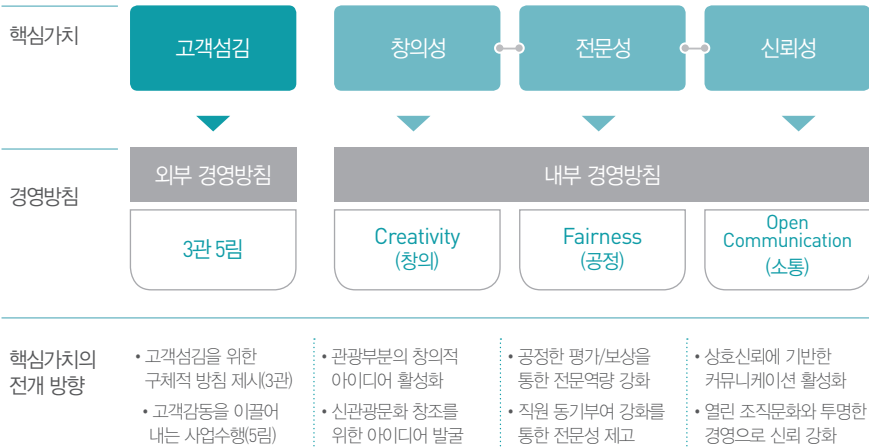 핵심가치
고객섬김
창의성
전문성
신뢰성
경영방침
외부 경영방침
내부 경영방침
3관 5림
Creativity
(창의)
Fairness
(공정)
Open
Communication
(소통)
핵심가치의
전개 방향
• 고객섬김을 위한
구체적 방침 제시(3관)
• 고객감동을 이끌어
내는 사업수행(5림)
• 관광부분의 창의적
아이디어 활성화
• 신관광문화 창조를
위한 아이디어 발굴
• 공정한 평가/보상을
통한 전문역량 강화
• 직원 동기부여 강화를
통한 전문성 제고
• 상호신뢰에 기반한
커뮤니케이션 활성화
• 열린 조직문화와 투명한
경영으로 신뢰 강화